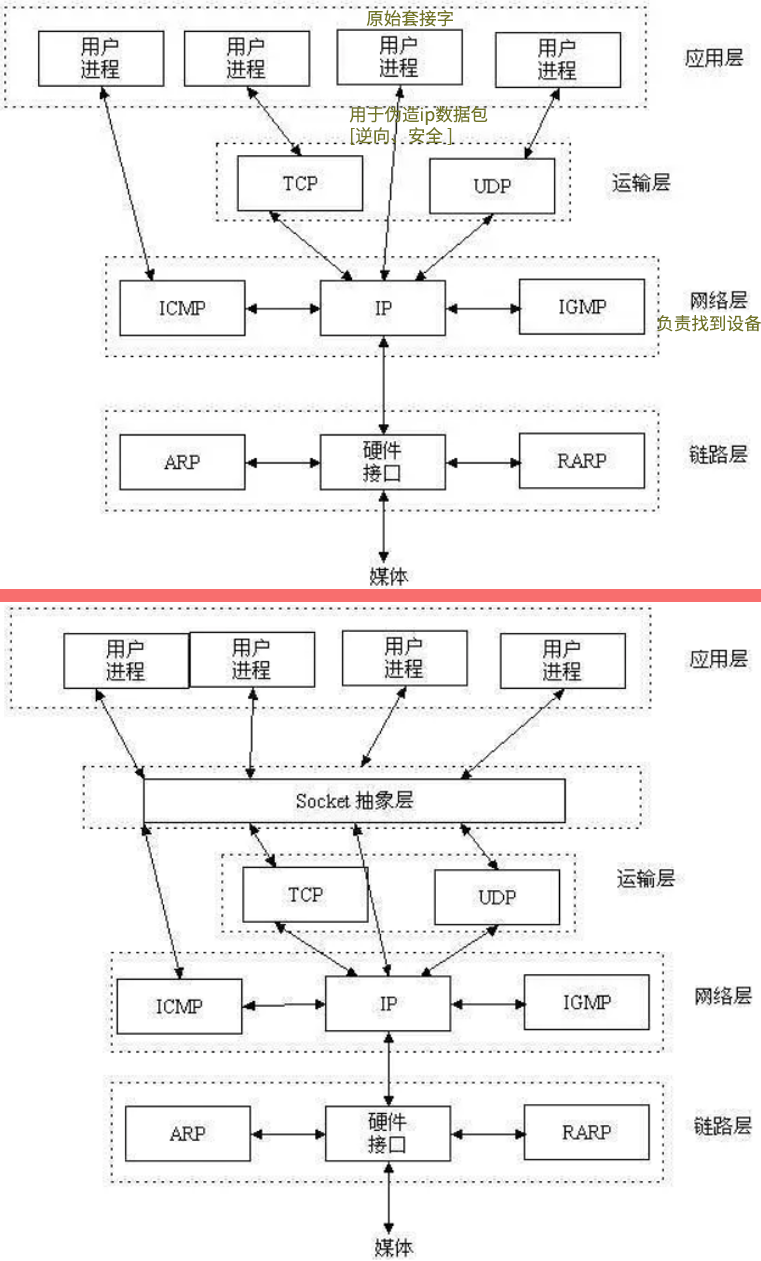 原始套接字
用户
进程
用户
进程
用户
进程
用户
进程
应用层
用于伪造ip数据包
[逆向、安全]
TCP
UDP
运输层
ICMP
IP
IGMP
网络层
负责找到设备
ARP
硬件
接口
RARP
链路层
媒体
用户
进程
用户
进程
用户
进程
用户
进程
应用层
Socket 抽象层
TCP
UDP
运输层
ICMP
IP
IGMP
网络层
ARP
硬件
接口
RARP
链路层
媒体